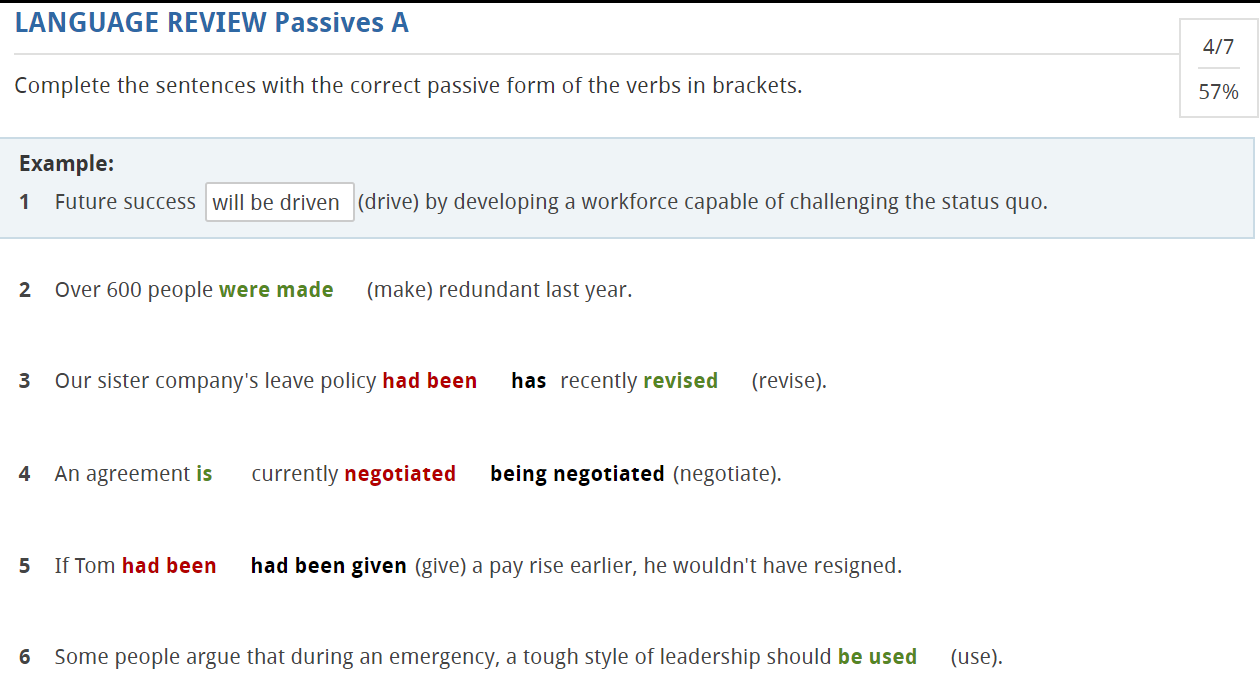 LANGUAGE REVIEW Passives A
4/7
57%
Complete the sentences with the correct passive form of the verbs in brackets.
Example:
1 Future success will be driven (drive) by developing a workforce capable of challenging the status quo.
2 Over 600 people were made (make) redundant last year.
3 Our sister company's leave policy had been has recently revised (revise).
4 An agreement is currently negotiated being negotiated (negotiate).
5 If Tom had been had been given (give) a pay rise earlier, he wouldn't have resigned.
6 Some people argue that during an emergency, a tough style of leadership should be used (use).